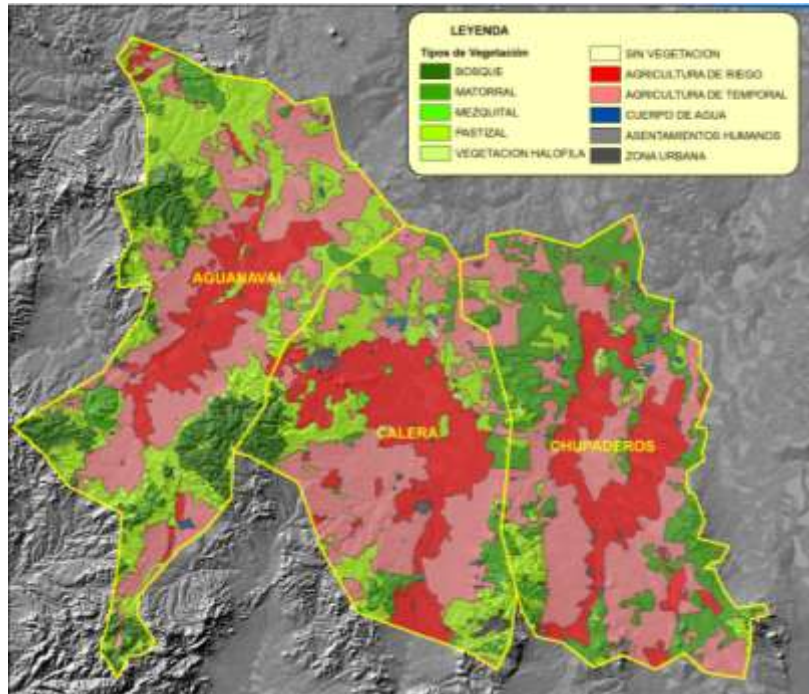 LEYENDA
Tipos de Vegetación
BOSQUE
MATORRAL
MEZQUITAL
PASTIZAL
VEGETACION HALOFILA
SIN VEGETACION
AGRICULTURA DE RIEGO
AGRICULTURA DE TEMPORAL
CUERPO DE AGUA
ASENTAMIENTOS HUMANOS
ZONA URBANA
AGUANAVAL
CALERA
CHUPADEROS